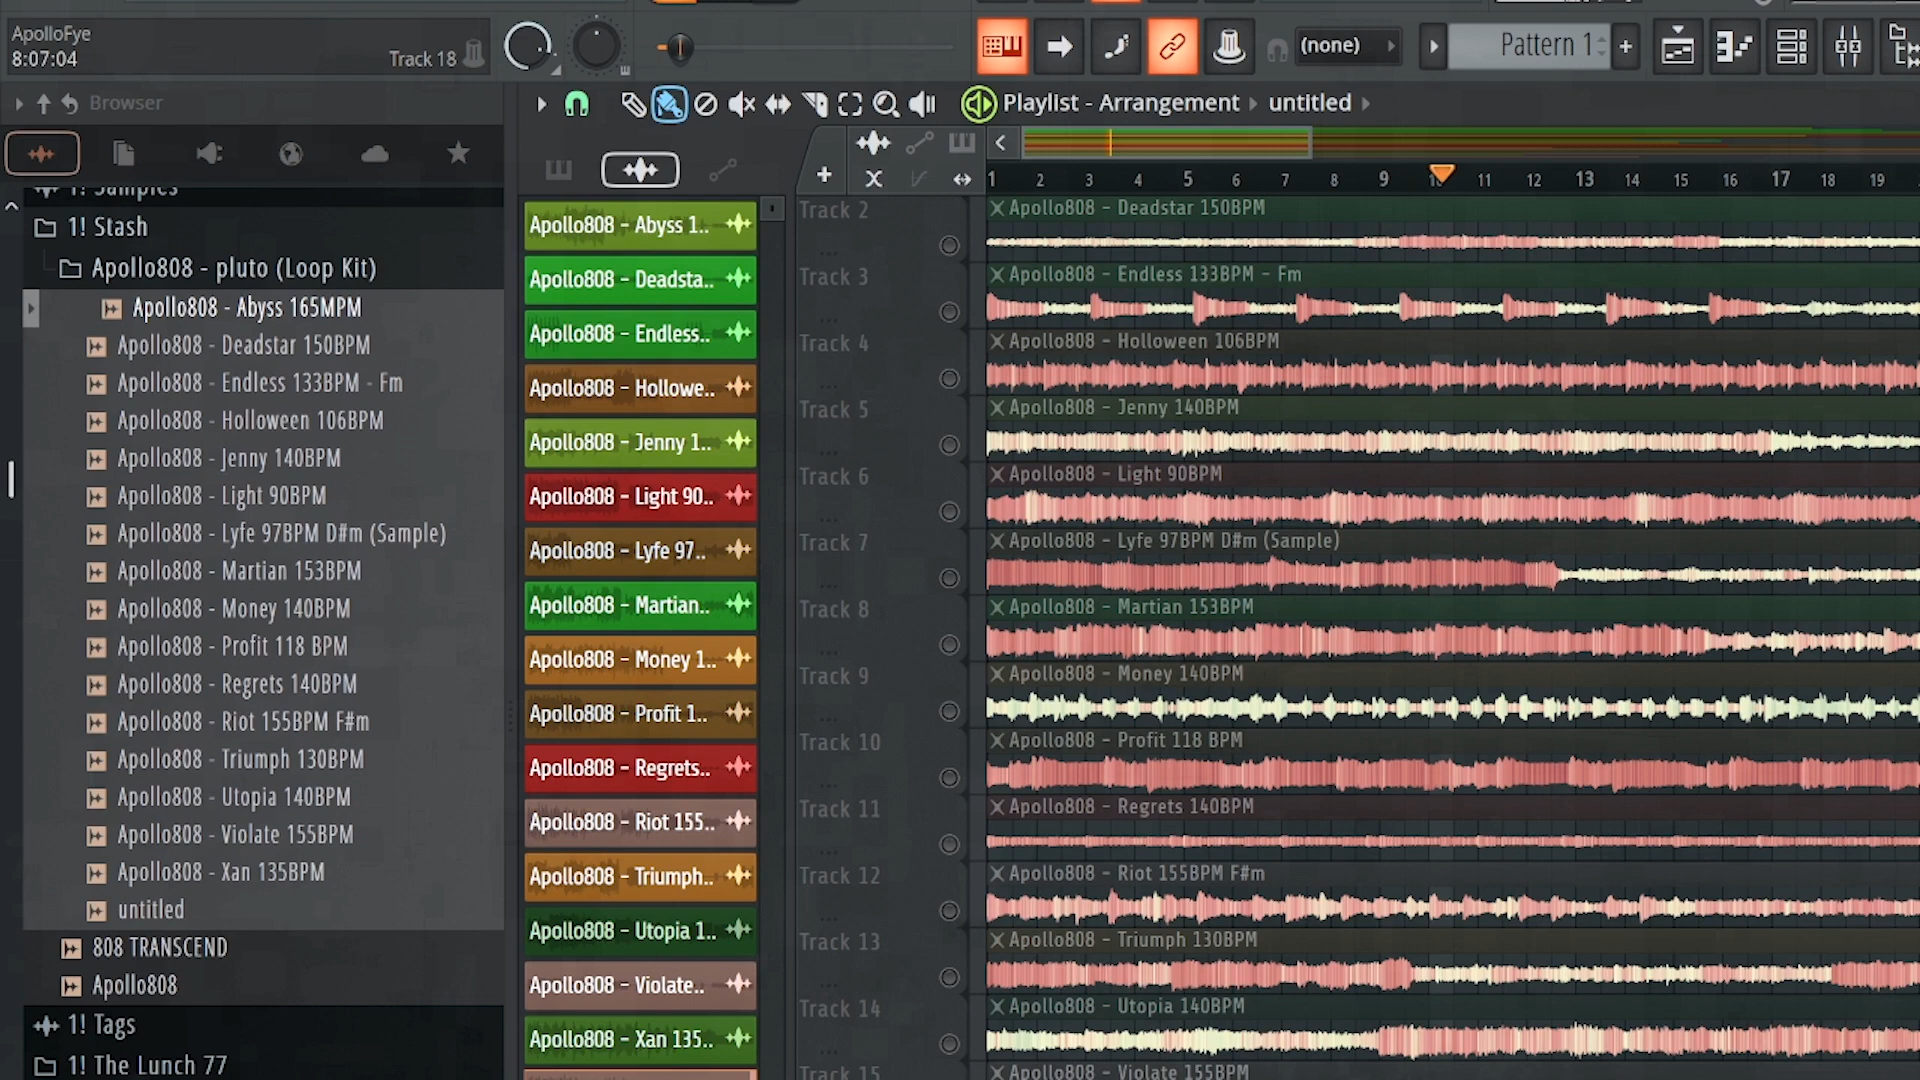 ApolloFye
8:07:04
Track 18
(none)
Pattern 1
Browser
Playlist - Arrangement
untitled
1! Samples
1! Stash
Apollo808 - pluto (Loop Kit)
Apollo808 - Abyss 165MPM
Apollo808 - Deadstar 150BPM
Apollo808 - Endless 133BPM - Fm
Apollo808 - Holloween 106BPM
Apollo808 - Jenny 140BPM
Apollo808 - Light 90BPM
Apollo808 - Lyfe 97BPM D#m (Sample)
Apollo808 - Martian 153BPM
Apollo808 - Money 140BPM
Apollo808 - Profit 118 BPM
Apollo808 - Regrets 140BPM
Apollo808 - Riot 155BPM F#m
Apollo808 - Triumph 130BPM
Apollo808 - Utopia 140BPM
Apollo808 - Violate 155BPM
Apollo808 - Xan 135BPM
untitled
808 TRANSCEND
Apollo808
1! Tags
1! The Lunch 77
Apollo808 - Abyss 1..
Apollo808 - Deadsta..
Apollo808 - Endless..
Apollo808 - Hollowe..
Apollo808 - Jenny 1..
Apollo808 - Light 90..
Apollo808 - Lyfe 97..
Apollo808 - Martian..
Apollo808 - Money 1..
Apollo808 - Profit 1..
Apollo808 - Regrets..
Apollo808 - Riot 155..
Apollo808 - Triumph..
Apollo808 - Utopia 1..
Apollo808 - Violate..
Apollo808 - Xan 135..
1 2 3 4 5 6 7 8 9 10 11 12 13 14 15 16 17 18 19
Track 2
Apollo808 - Deadstar 150BPM
Track 3
Apollo808 - Endless 133BPM - Fm
Track 4
Apollo808 - Holloween 106BPM
Track 5
Apollo808 - Jenny 140BPM
Track 6
Apollo808 - Light 90BPM
Track 7
Apollo808 - Lyfe 97BPM D#m (Sample)
Track 8
Apollo808 - Martian 153BPM
Track 9
Apollo808 - Money 140BPM
Track 10
Apollo808 - Profit 118 BPM
Track 11
Apollo808 - Regrets 140BPM
Track 12
Apollo808 - Riot 155BPM F#m
Track 13
Apollo808 - Triumph 130BPM
Track 14
Apollo808 - Utopia 140BPM
Track 15
Apollo808 - Violate 155BPM